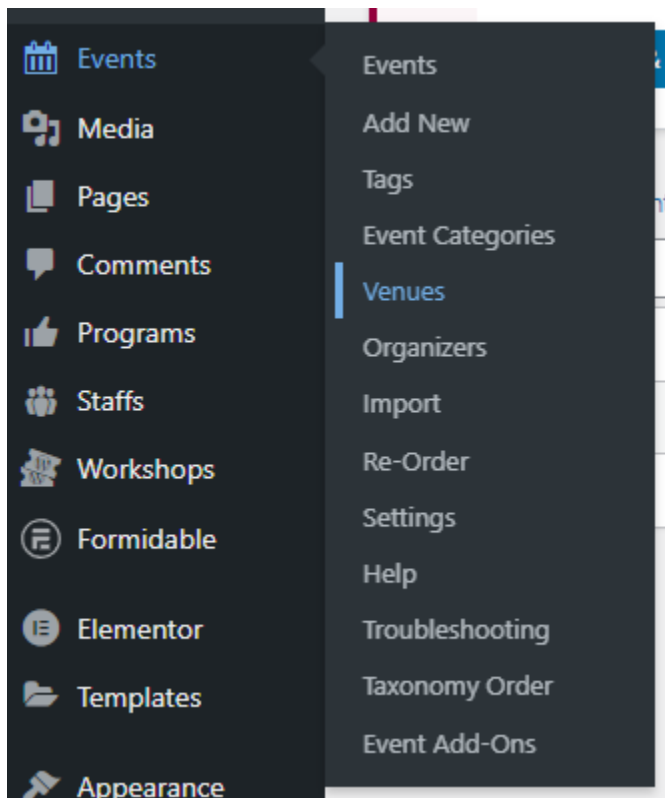 Events
Media
Pages
Comments
Programs
Staffs
Workshops
Formidable
Elementor
Templates
Appearance
Events
Add New
Tags
Event Categories
Venues
Organizers
Import
Re-Order
Settings
Help
Troubleshooting
Taxonomy Order
Event Add-Ons